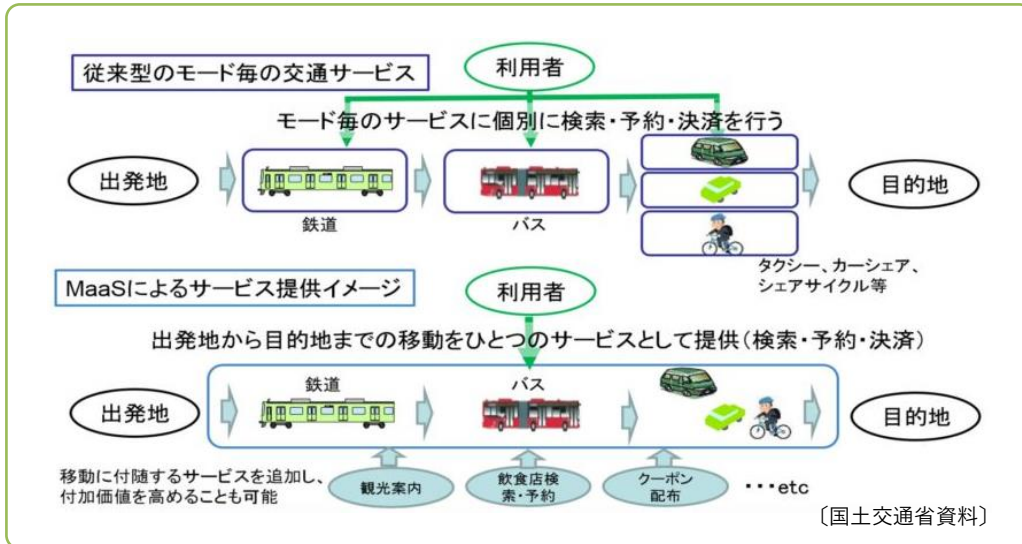 従来型のモード毎の交通サービス
利用者
モード毎のサービスに個別に検索・予約・決済を行う
出発地
目的地
鉄道
バス
タクシー、カーシェア、
シェアサイクル等
MaaSによるサービス提供イメージ
利用者
出発地から目的地までの移動をひとつのサービスとして提供(検索・予約・決済)
鉄道
バス
出発地
目的地
移動に付随するサービスを追加し、
付加価値を高めることも可能
観光案内
飲食店検
索・予約
クーポン
配布
・・・etc
〔国土交通省資料〕